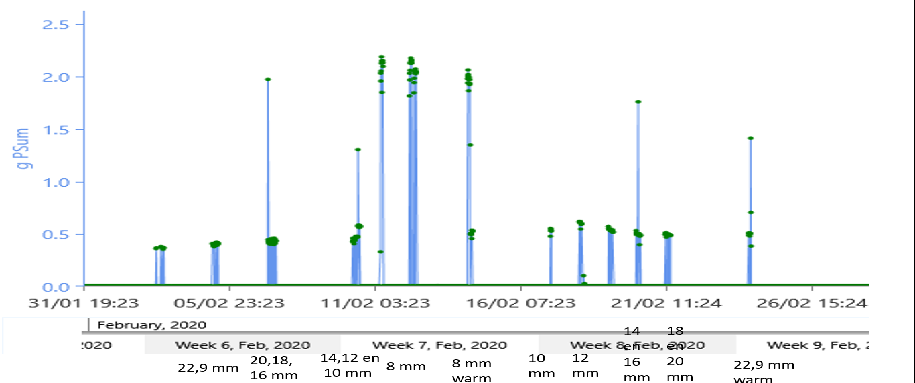 2.5
2.0
1.5
1.0
0.5
0.0
g PSum
31/01 19:23 05/02 23:23 11/02 03:23 16/02 07:23 21/02 11:24 26/02 15:24
February, 2020
2020 Week 6, Feb, 2020 Week 7, Feb, 2020 Week 8, Feb, 2020 Week 9, Feb, 2
22,9 mm
20,18,
16 mm
14,12 en
10 mm
8 mm
8 mm
warm
10
mm
12
mm
14
en
16
mm
18
en
20
mm
22,9 mm
warm